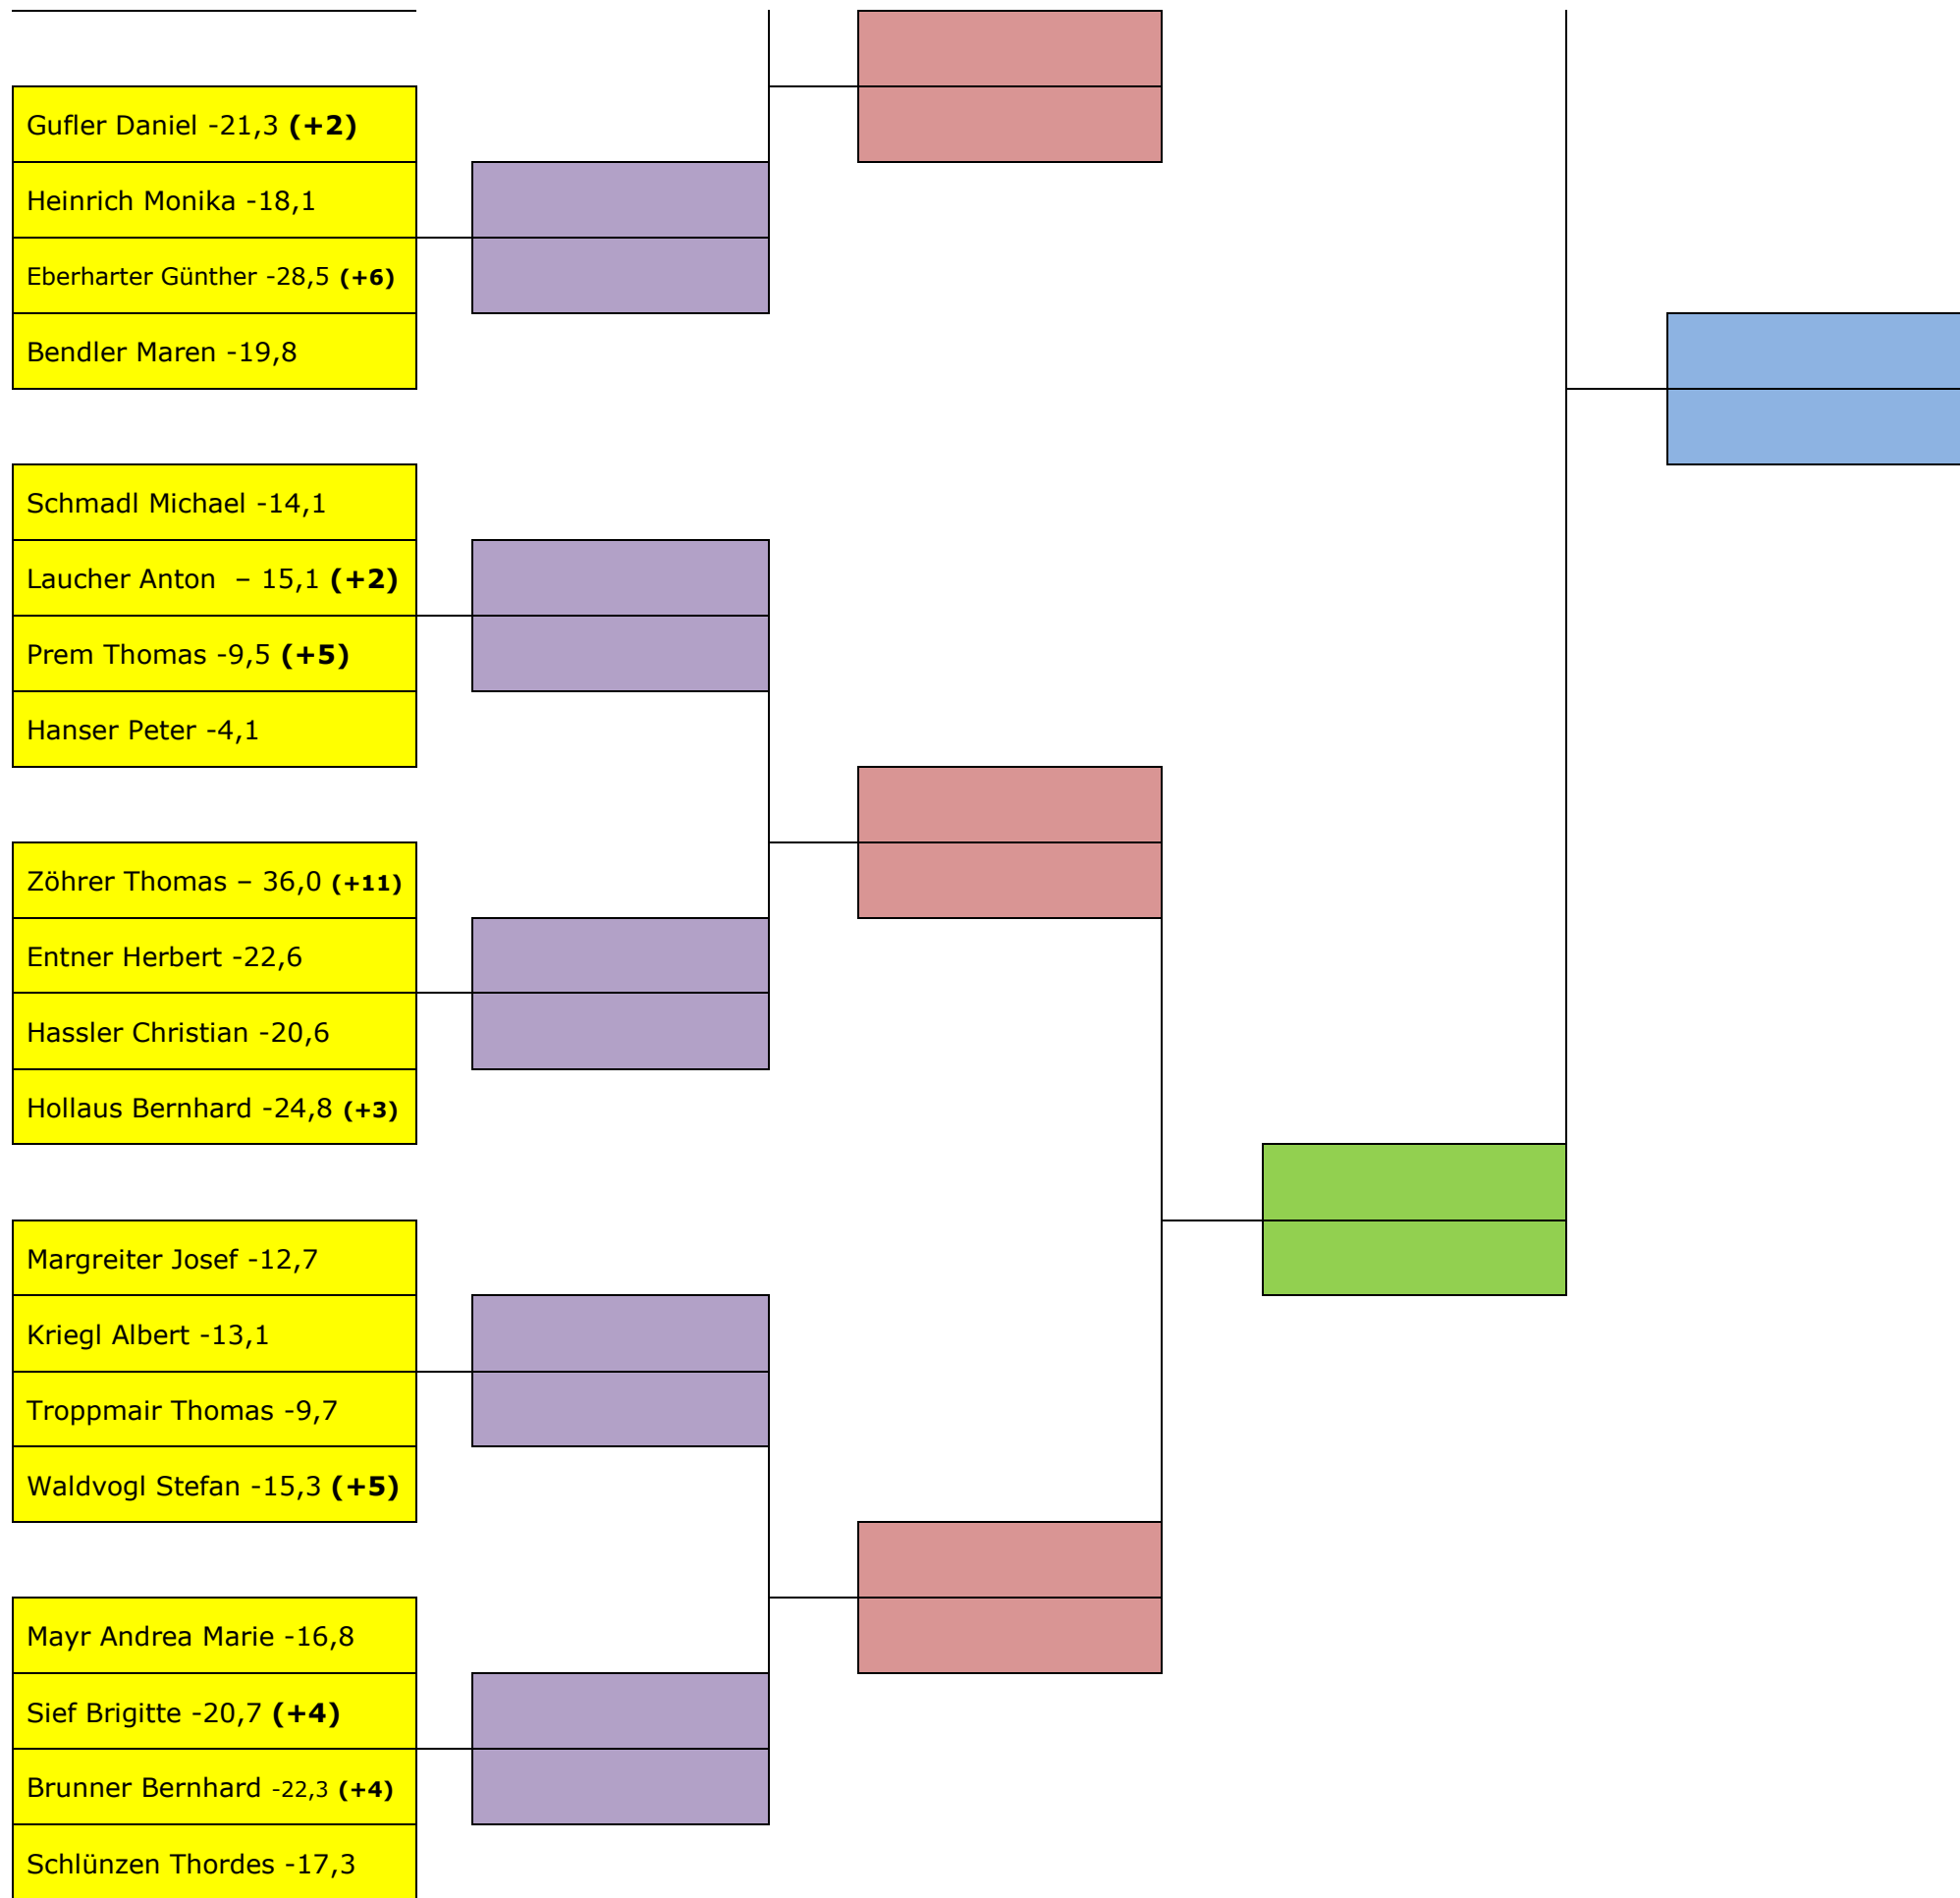 Gufler Daniel -21,3 (+2)
Heinrich Monika -18,1
Eberharter Günther -28,5 (+6)
Bendler Maren -19,8
Schmadl Michael -14,1
Laucher Anton  – 15,1 (+2)
Prem Thomas -9,5 (+5)
Hanser Peter -4,1
Zöhrer Thomas – 36,0 (+11)
Entner Herbert -22,6
Hassler Christian -20,6
Hollaus Bernhard -24,8 (+3)
Margreiter Josef -12,7
Kriegl Albert -13,1
Troppmair Thomas -9,7
Waldvogl Stefan -15,3 (+5)
Mayr Andrea Marie -16,8
Sief Brigitte -20,7 (+4)
Brunner Bernhard -22,3 (+4)
Schlünzen Thordes -17,3